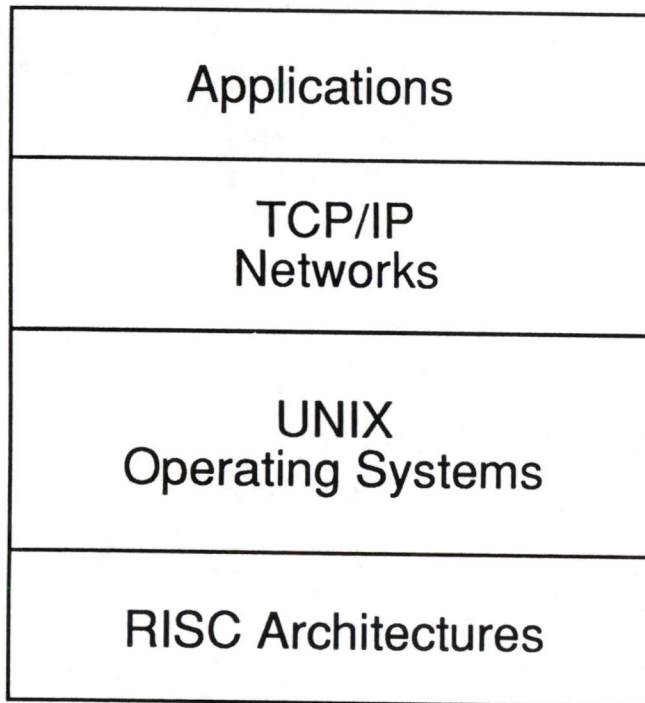 Applications
TCP/IP
Networks
UNIX
Operating Systems
RISC Architectures